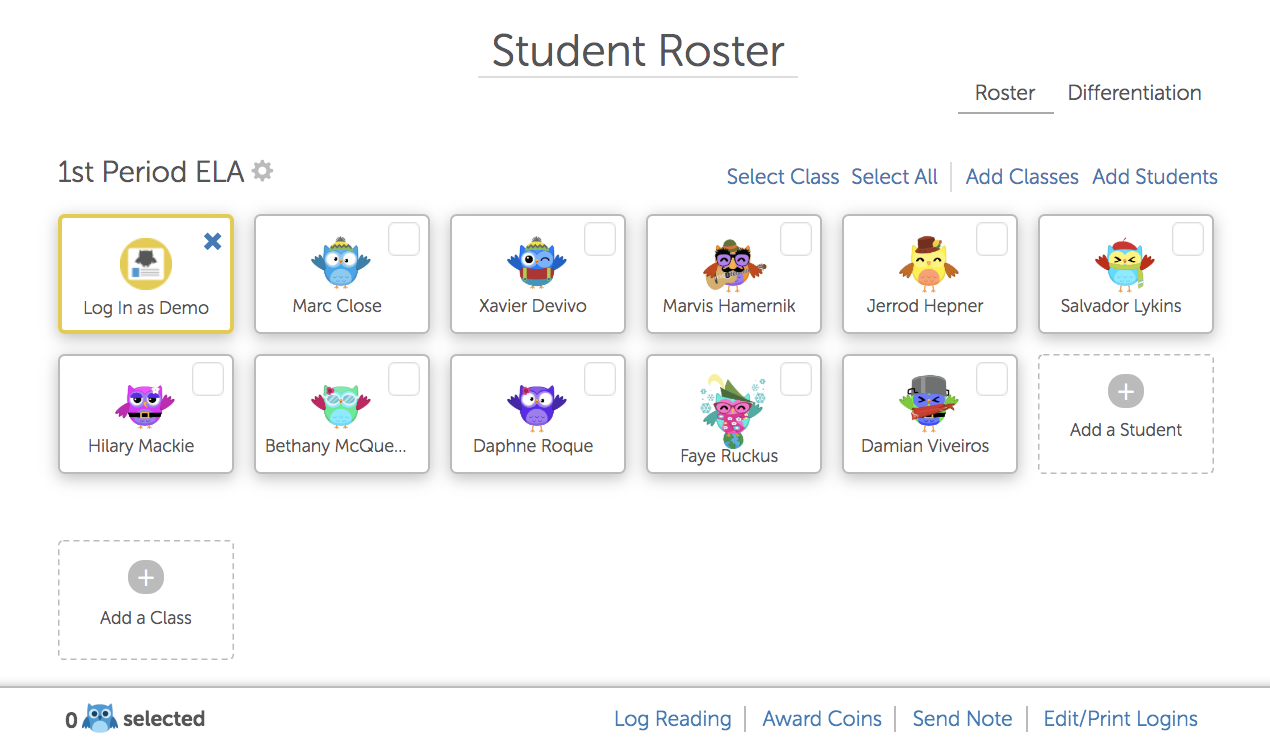 Student Roster
Roster Differentiation
1st Period ELA
Select Class Select All Add Classes Add Students
Log In as Demo
Marc Close
Xavier Devivo
Marvis Hamernik
Jerrod Hepner
Salvador Lykins
Hilary Mackie
Bethany McQue...
Daphne Roque
Faye Ruckus
Damian Viveiros
Add a Student
Add a Class
0 selected
Log Reading Award Coins Send Note Edit/Print Logins